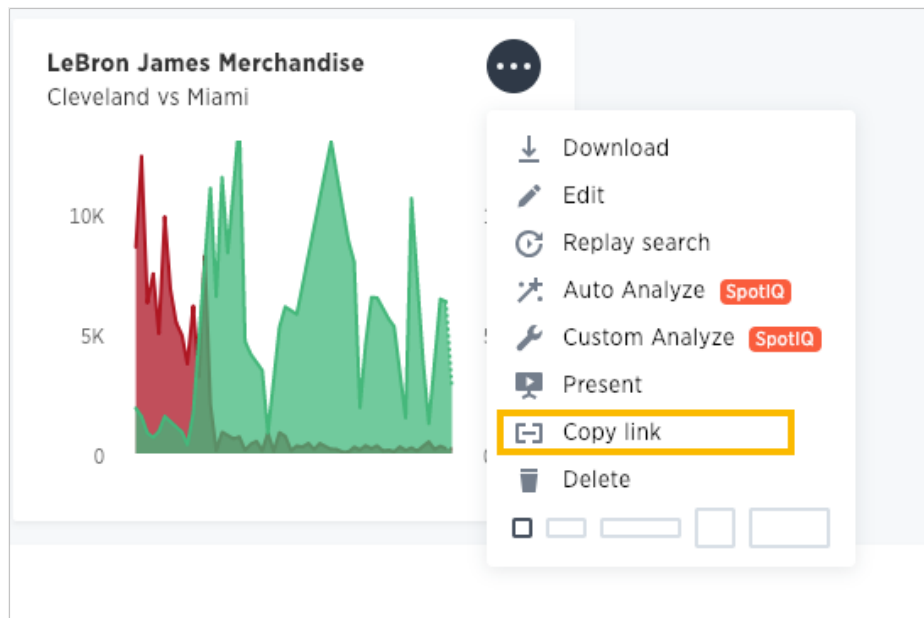 LeBron James Merchandise
Cleveland vs Miami
10K
5K
0
Download
Edit
Replay search
Auto Analyze SpotIQ
Custom Analyze SpotIQ
Present
Copy link
Delete